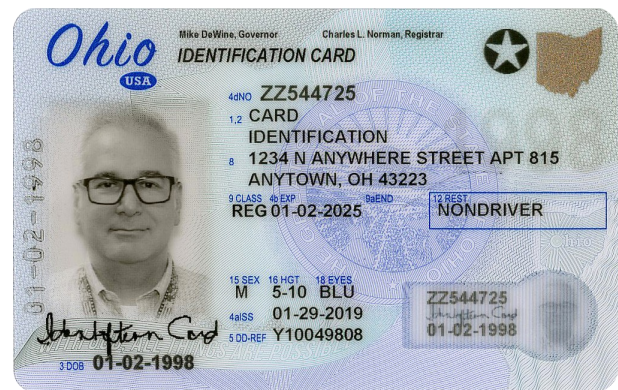 Ohio
USA
Mike DeWine, Governor Charles L. Norman, Registrar
IDENTIFICATION CARD
4dNO ZZ544725
1,2 CARD
IDENTIFICATION
8 1234 N ANYWHERE STREET APT 815
ANYTOWN, OH 43223
9 CLASS 4b EXP 9aEND 12 REST
REG 01-02-2025 NONDRIVER
15 SEX 16 HGT 18 EYES
M 5-10 BLU
4aISS 01-29-2019
5 DD-REF Y10049808
3 DOB 01-02-1998
01-02-1998
Identification Card
ZZ544725
01-02-1998